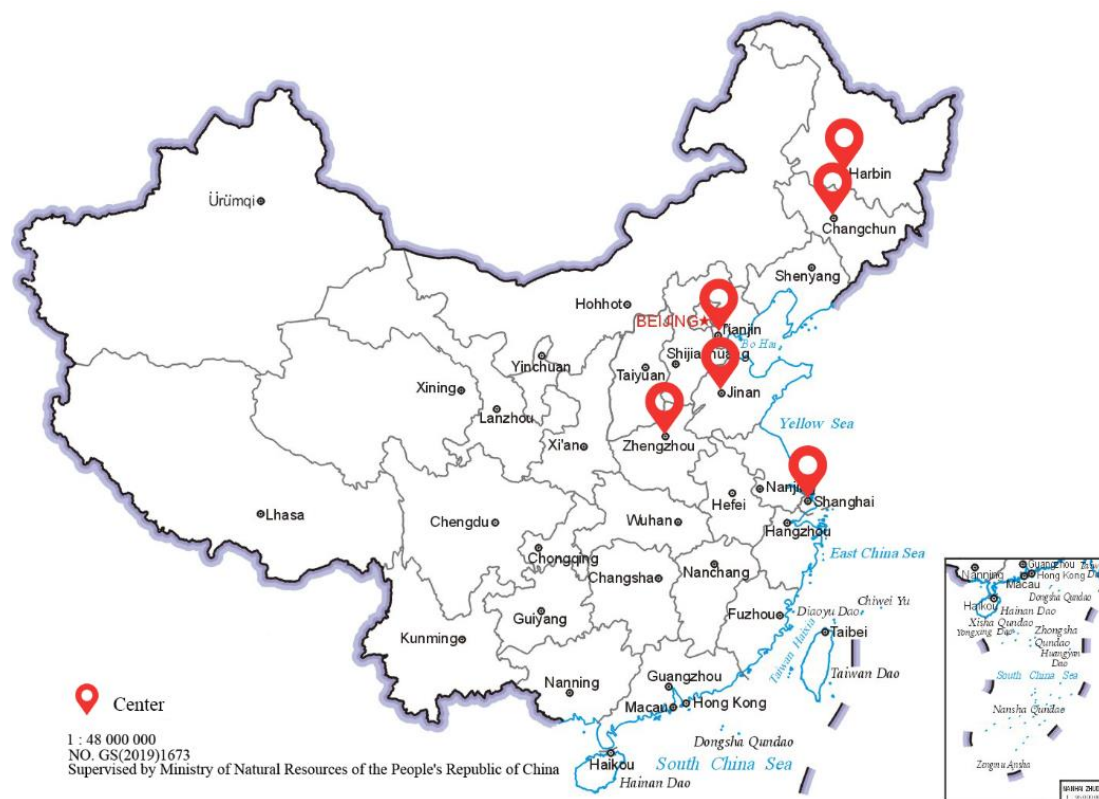 Harbin
Ürümqi
Changchun
Shenyang
Hohhot
BEIJING
Tianjin
Bo Hai
Yinchuan
Taiyuan
Xining
Jinan
Lanzhou
Yellow Sea
Xi'an
Zhengzhou
Shanghai
Hefei
Lhasa
Chengdu
Wuhan
Hangzhou
East China Sea
Chongqing
Changsha
Nanchang
Guiyang
Fuzhou
Diaoyu Dao
Chiwei Yu
Kunming
Taibei
Taiwan Haixia
Nanning
Guangzhou
Taiwan Dao
Macau
Hong Kong
Dongsha Qundao
Haikou
Hainan Dao
South China Sea
Center
1 : 48 000 000
NO. GS(2019)1673
Supervised by Ministry of Natural Resources of the People's Republic of China
Guangzhou
Nanning
Hong Kong
Macau
Dongsha Qundao
Haikou
Hainan Dao
Xisha Qundao
Yongxing Dao
Zhongsha
Qundao
Huangyan
Dao
South China Sea
Nansha Qundao
Zengmu Ansha